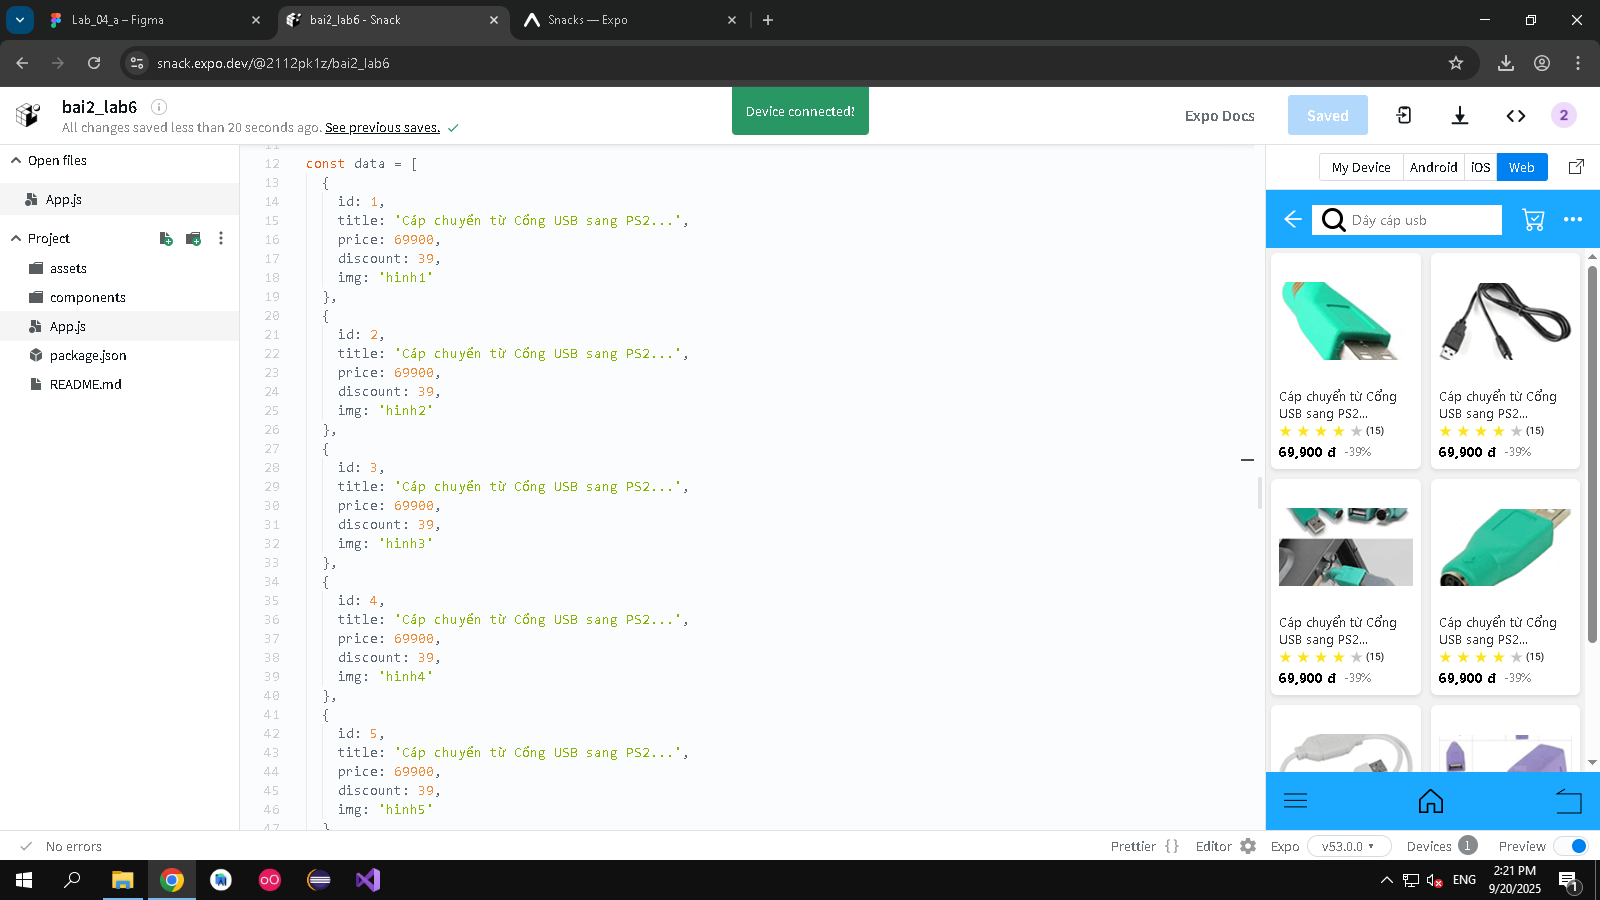 Lab_04_a – Figma
bai2_lab6 - Snack
Snacks — Expo
snack.expo.dev/@2112pk1z/bai2_lab6
bai2_lab6
All changes saved less than 20 seconds ago. See previous saves.
Device connected!
Expo Docs
Saved
2
Open files
App.js
Project
assets
components
App.js
package.json
README.md
11
12 const data = [
13 {
14 id: 1,
15 title: 'Cáp chuyển từ Cổng USB sang PS2...',
16 price: 69900,
17 discount: 39,
18 img: 'hinh1'
19 },
20 {
21 id: 2,
22 title: 'Cáp chuyển từ Cổng USB sang PS2...',
23 price: 69900,
24 discount: 39,
25 img: 'hinh2'
26 },
27 {
28 id: 3,
29 title: 'Cáp chuyển từ Cổng USB sang PS2...',
30 price: 69900,
31 discount: 39,
32 img: 'hinh3'
33 },
34 {
35 id: 4,
36 title: 'Cáp chuyển từ Cổng USB sang PS2...',
37 price: 69900,
38 discount: 39,
39 img: 'hinh4'
40 },
41 {
42 id: 5,
43 title: 'Cáp chuyển từ Cổng USB sang PS2...',
44 price: 69900,
45 discount: 39,
46 img: 'hinh5'
47 }
My Device Android iOS Web
Dây cáp usb
Cáp chuyển từ Cổng
USB sang PS2...
★ ★ ★ ★ ★ (15)
69,900 đ -39%
Cáp chuyển từ Cổng
USB sang PS2...
★ ★ ★ ★ ★ (15)
69,900 đ -39%
Cáp chuyển từ Cổng
USB sang PS2...
★ ★ ★ ★ ★ (15)
69,900 đ -39%
Cáp chuyển từ Cổng
USB sang PS2...
★ ★ ★ ★ ★ (15)
69,900 đ -39%
No errors
Prettier { } Editor Expo v53.0.0 Devices 1 Preview
ENG
2:21 PM
9/20/2025
1